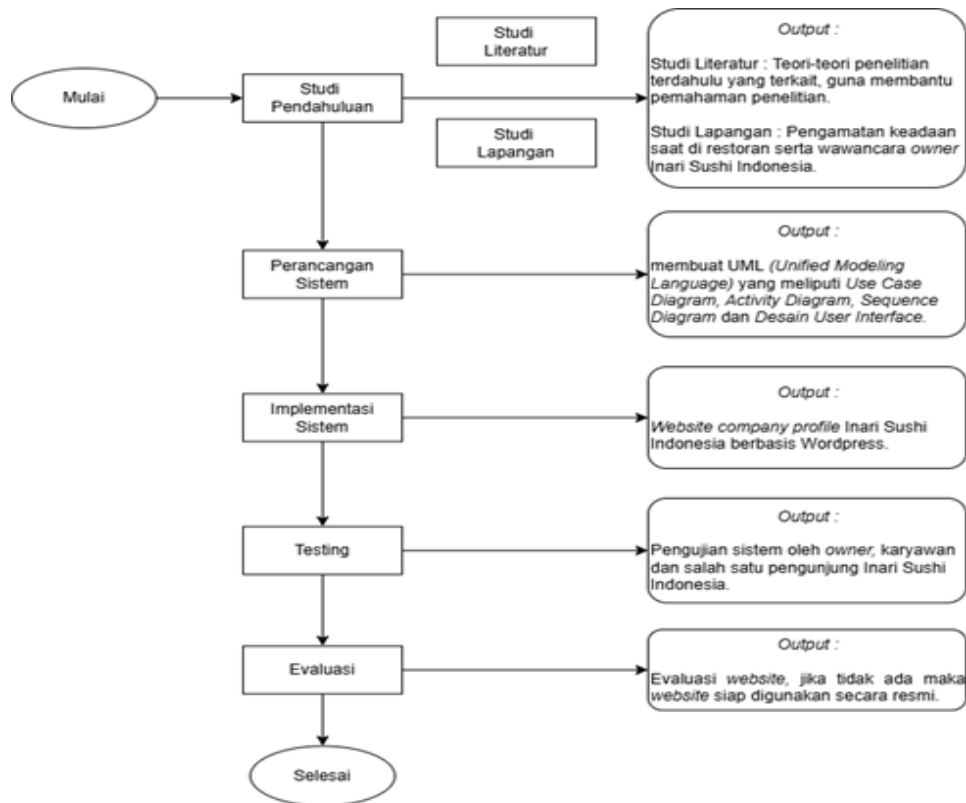 Mulai
Studi
Pendahuluan
Studi
Literatur
Studi
Lapangan
Output :
Studi Literatur : Teori-teori penelitian
terdahulu yang terkait, guna membantu
pemahaman penelitian.
Studi Lapangan : Pengamatan keadaan
saat di restoran serta wawancara owner
Inari Sushi Indonesia.
Perancangan
Sistem
Output :
membuat UML (Unified Modeling
Language) yang meliputi Use Case
Diagram, Activity Diagram, Sequence
Diagram dan Desain User Interface.
Implementasi
Sistem
Output :
Website company profile Inari Sushi
Indonesia berbasis Wordpress.
Testing
Output :
Pengujian sistem oleh owner, karyawan
dan salah satu pengunjung Inari Sushi
Indonesia.
Evaluasi
Output :
Evaluasi website, jika tidak ada maka
website siap digunakan secara resmi.
Selesai